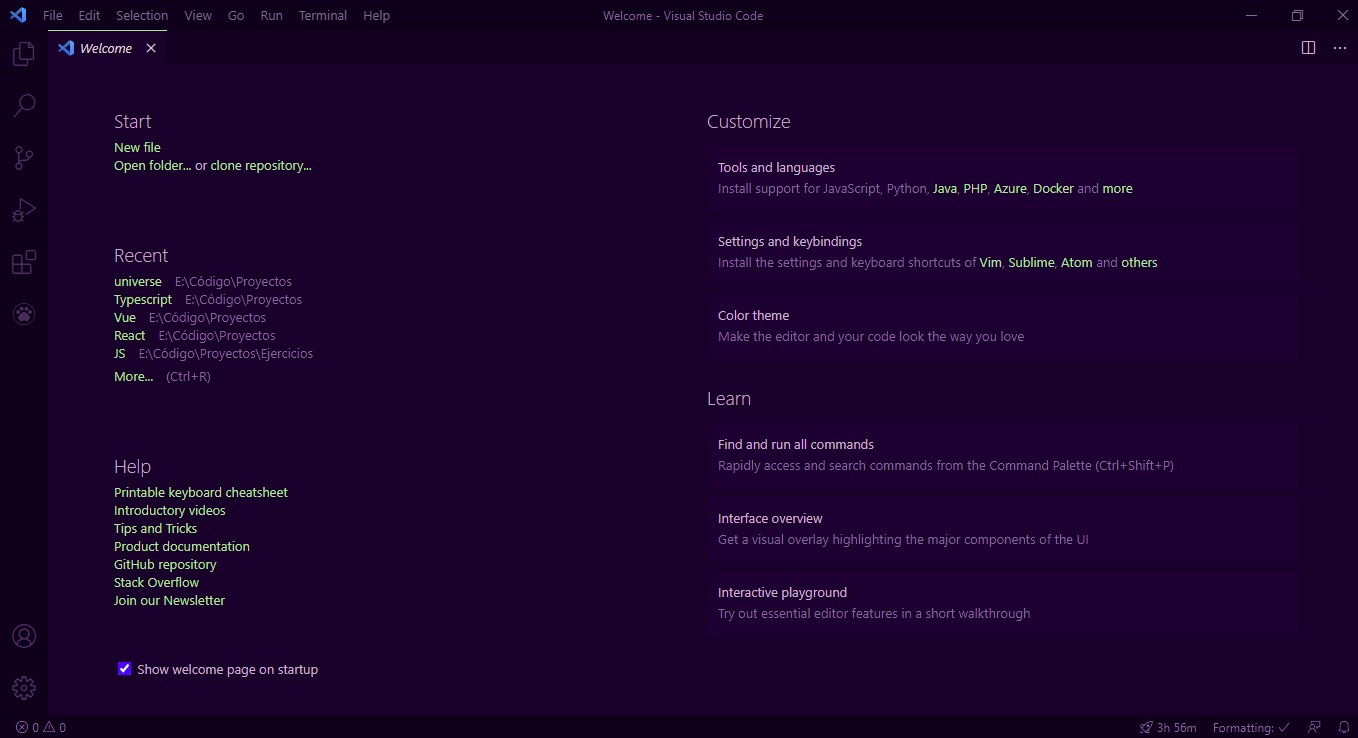 File Edit Selection View Go Run Terminal Help Welcome - Visual Studio Code
Welcome
Start
New file
Open folder... or clone repository...
Recent
universe E:\Código\Proyectos
Typescript E:\Código\Proyectos
Vue E:\Código\Proyectos
React E:\Código\Proyectos
JS E:\Código\Proyectos\Ejercicios
More... (Ctrl+R)
Help
Printable keyboard cheatsheet
Introductory videos
Tips and Tricks
Product documentation
GitHub repository
Stack Overflow
Join our Newsletter
Show welcome page on startup
Customize
Tools and languages
Install support for JavaScript, Python, Java, PHP, Azure, Docker and more
Settings and keybindings
Install the settings and keyboard shortcuts of Vim, Sublime, Atom and others
Color theme
Make the editor and your code look the way you love
Learn
Find and run all commands
Rapidly access and search commands from the Command Palette (Ctrl+Shift+P)
Interface overview
Get a visual overlay highlighting the major components of the UI
Interactive playground
Try out essential editor features in a short walkthrough
0 0 3h 56m Formatting: ✓